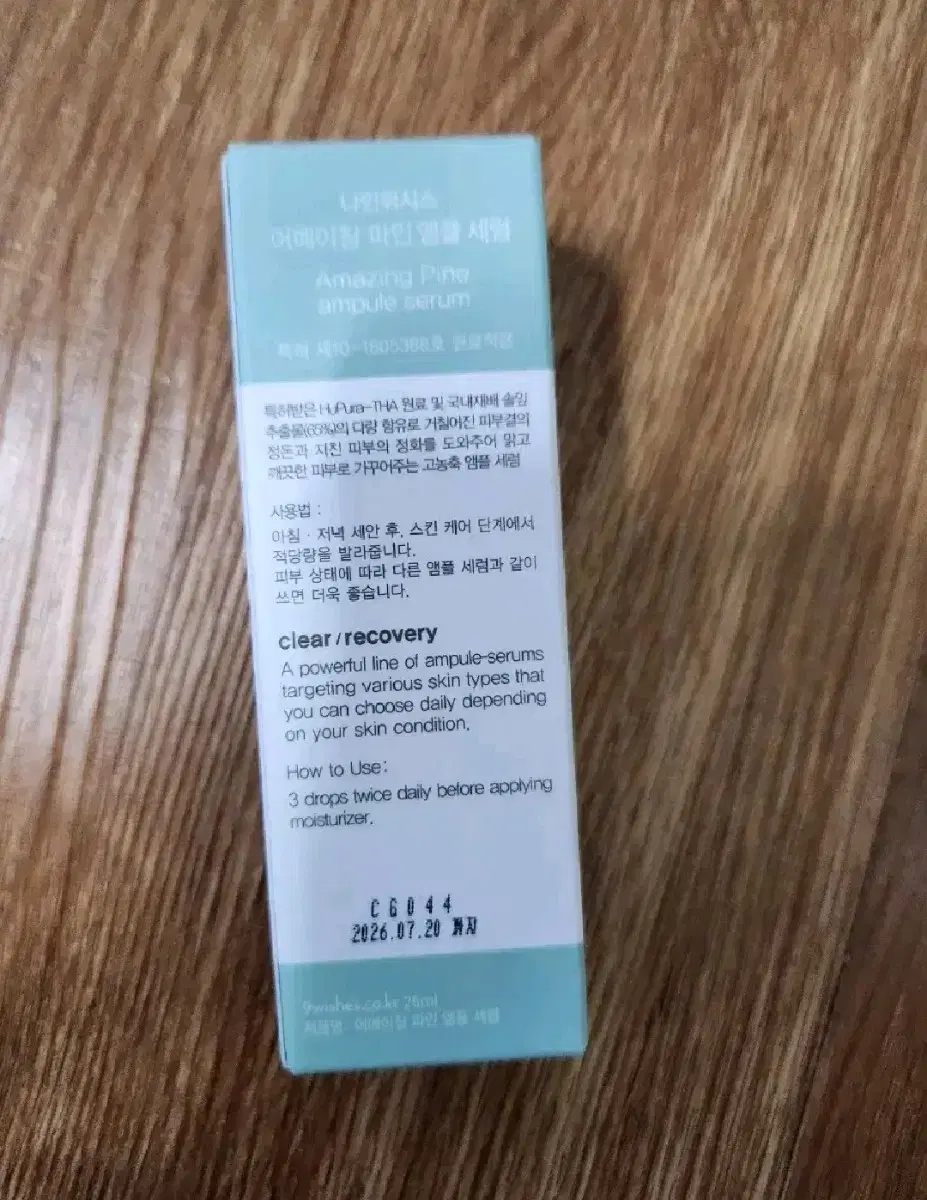 나인위시스
어메이징 파인 앰플 세럼
Amazing Pine
ampule serum
특허 제10-1805388호 원료적용
특허받은 HuPura-THA 원료 및 국내재배 솔잎
추출물(65%)의 다량 함유로 거칠어진 피부결의
정돈과 지친 피부의 정화를 도와주어 맑고
깨끗한 피부로 가꾸어주는 고농축 앰플 세럼
사용법 :
아침 · 저녁 세안 후, 스킨 케어 단계에서
적당량을 발라줍니다.
피부 상태에 따라 다른 앰플 세럼과 같이
쓰면 더욱 좋습니다.
clear / recovery
A powerful line of ampule-serums
targeting various skin types that
you can choose daily depending
on your skin condition.
How to Use:
3 drops twice daily before applying
moisturizer.
CG044
2026.07.20 까지
9wishes.co.kr 25ml
제품명: 어메이징 파인 앰플 세럼